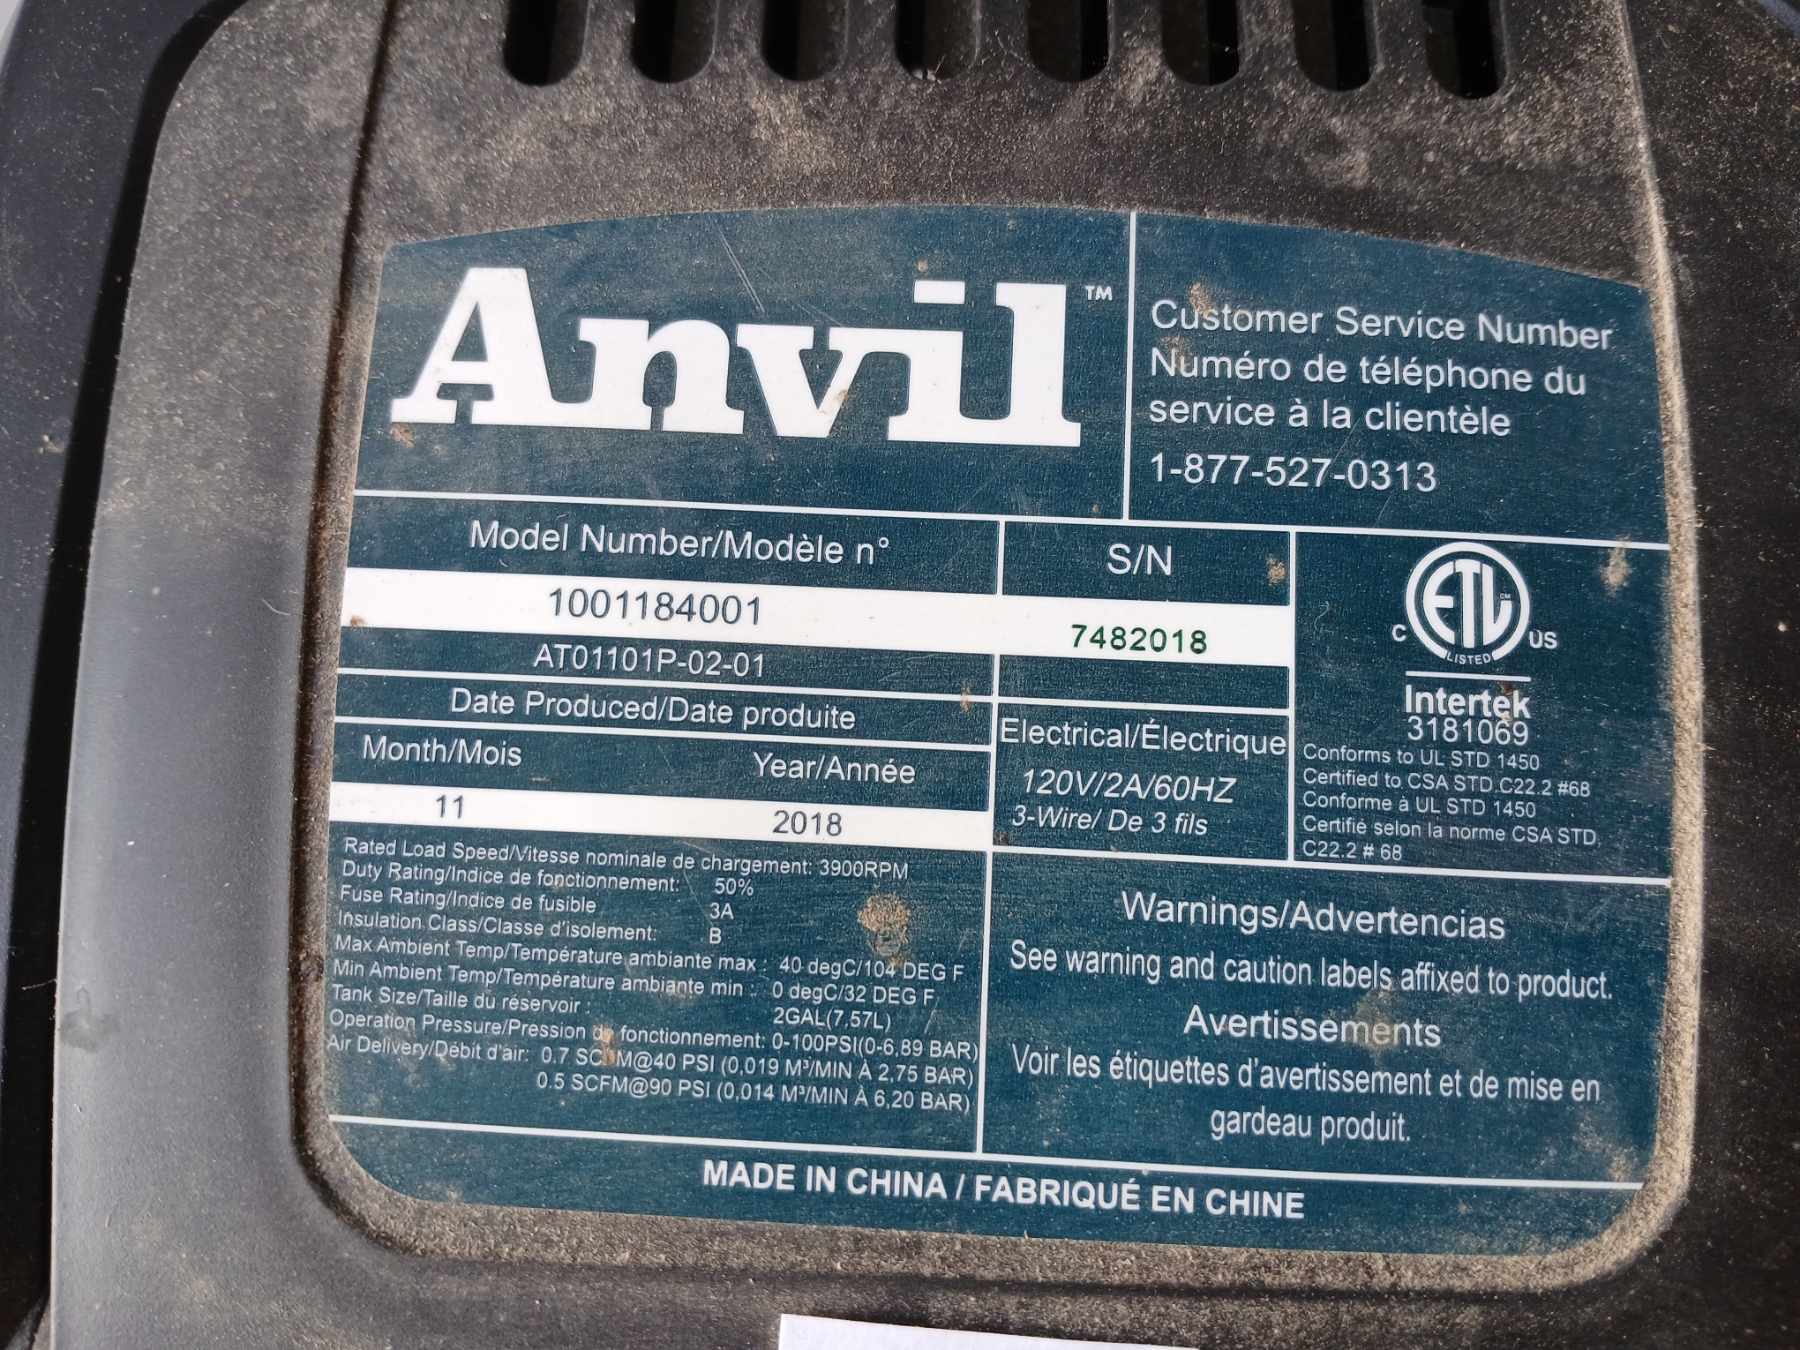 Anvil™
Customer Service Number
Numéro de téléphone du
service à la clientèle
1-877-527-0313
Model Number/Modèle n°
1001184001
AT01101P-02-01
S/N
7482018
Date Produced/Date produite
Month/Mois Year/Année
11 2018
Electrical/Électrique
120V/2A/60HZ
3-Wire/ De 3 fils
C ETL CM US
LISTED
Intertek
3181069
Conforms to UL STD 1450
Certified to CSA STD C22.2 #68
Conforme à UL STD 1450
Certifié selon la norme CSA STD.
C22.2 # 68
Rated Load Speed/Vitesse nominale de chargement: 3900RPM
Duty Rating/Indice de fonctionnement: 50%
Fuse Rating/Indice de fusible 3A
Insulation Class/Classe d'isolement: B
Max Ambient Temp/Température ambiante max : 40 degC/104 DEG F
Min Ambient Temp/Température ambiante min : 0 degC/32 DEG F
Tank Size/Taille du réservoir : 2GAL(7,57L)
Operation Pressure/Pression de fonctionnement: 0-100PSI(0-6,89 BAR)
Air Delivery/Débit d'air: 0.7 SCFM@40 PSI (0,019 M³/MIN À 2,75 BAR)
0.5 SCFM@90 PSI (0,014 M³/MIN À 6,20 BAR)
Warnings/Advertencias
See warning and caution labels affixed to product.
Avertissements
Voir les étiquettes d'avertissement et de mise en
gardeau produit.
MADE IN CHINA / FABRIQUÉ EN CHINE